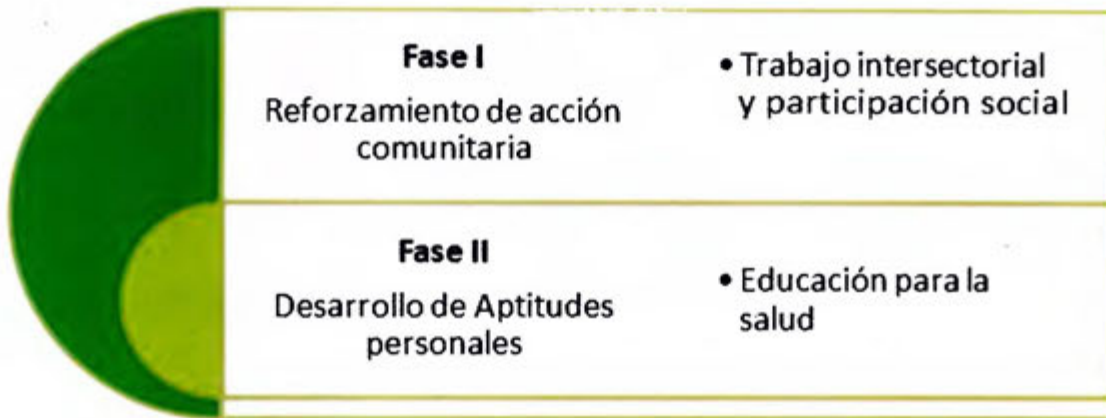 Fase I
Reforzamiento de acción
comunitaria
• Trabajo intersectorial
y participación social
Fase II
Desarrollo de Aptitudes
personales
• Educación para la
salud